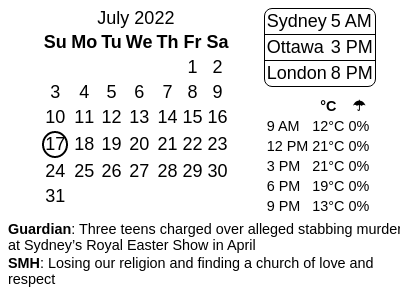 July 2022
Su Mo Tu We Th Fr Sa
1 2
3 4 5 6 7 8 9
10 11 12 13 14 15 16
17 18 19 20 21 22 23
24 25 26 27 28 29 30
31
Sydney 5 AM
Ottawa 3 PM
London 8 PM
°C ☂
9 AM 12°C 0%
12 PM 21°C 0%
3 PM 21°C 0%
6 PM 19°C 0%
9 PM 13°C 0%
Guardian: Three teens charged over alleged stabbing murder
at Sydney's Royal Easter Show in April
SMH: Losing our religion and finding a church of love and
respect